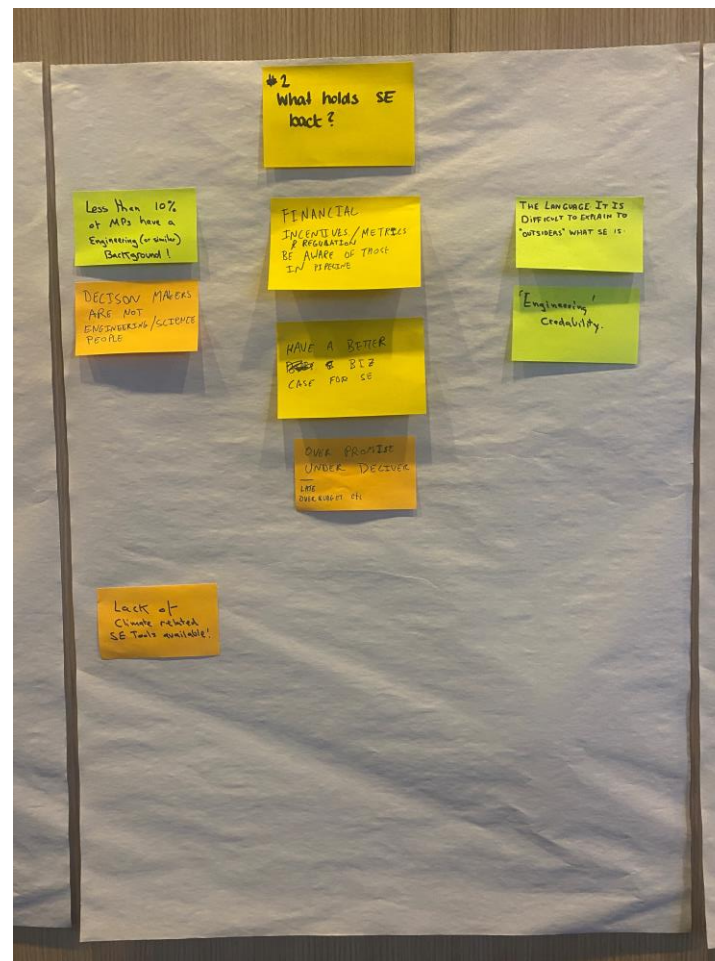 #2
What holds SE
back?
Less than 10%
of MPs have a
Engineering (or similar)
Background!
DECISON MAKERS
ARE NOT
ENGINEERING/SCIENCE
PEOPLE
FINANCIAL
INCENTIVES/METRICS
& REGULATION
BE AWARE OF THOSE
IN PIPELINE
HAVE A BETTER
BIZ
CASE FOR SE
OVER PROMISE
UNDER DELIVER
LATE
OVER BUDGET etc
THE LANGUAGE. IT IS
DIFFICULT TO EXPLAIN TO
"OUTSIDERS" WHAT SE IS.
'Engineering'
Credability.
Lack of
Climate related
SE Tools available!